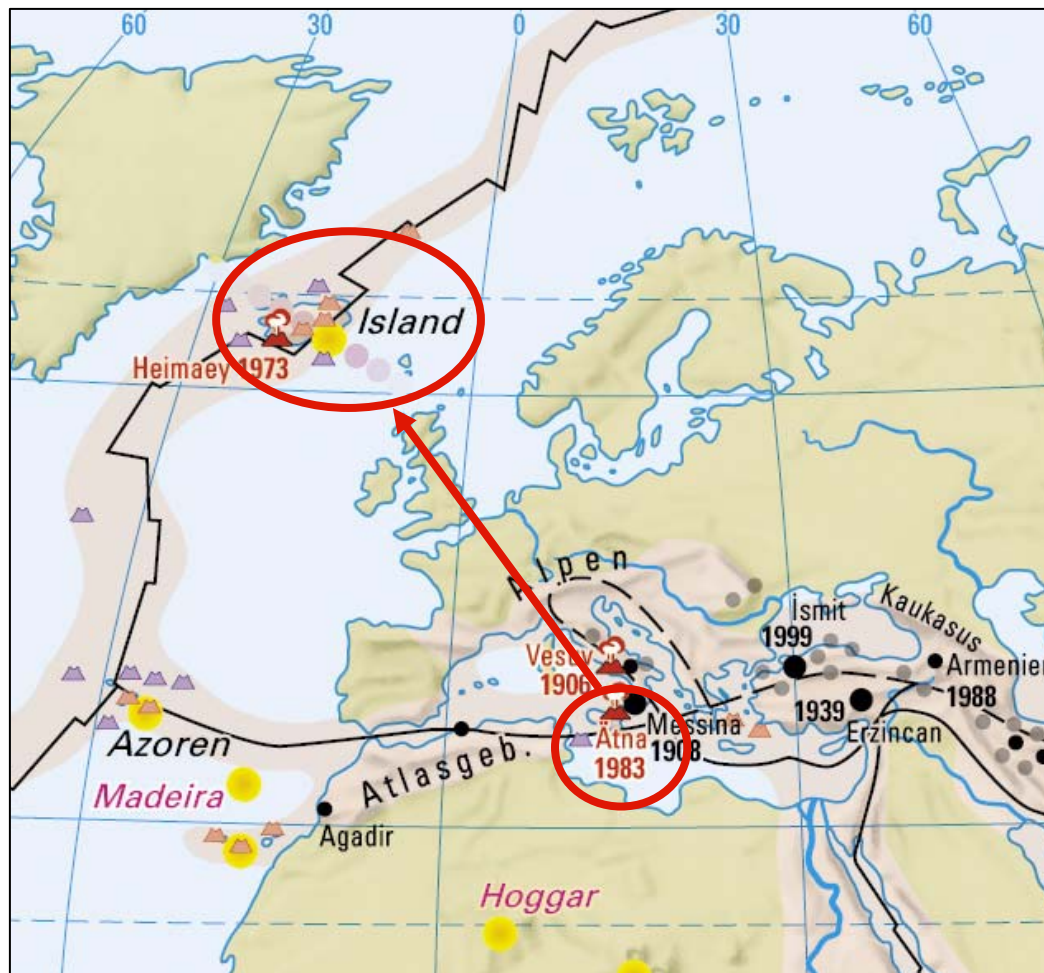 60
30
0
30
60
Island
Heimaey 1973
Alpen
Kaukasus
İsmit
1999
Vesuv
1906
Armenien
1988
Messina
1908
1939
Erzincan
Ätna
1983
Azoren
Atlasgeb.
Madeira
Agadir
Hoggar